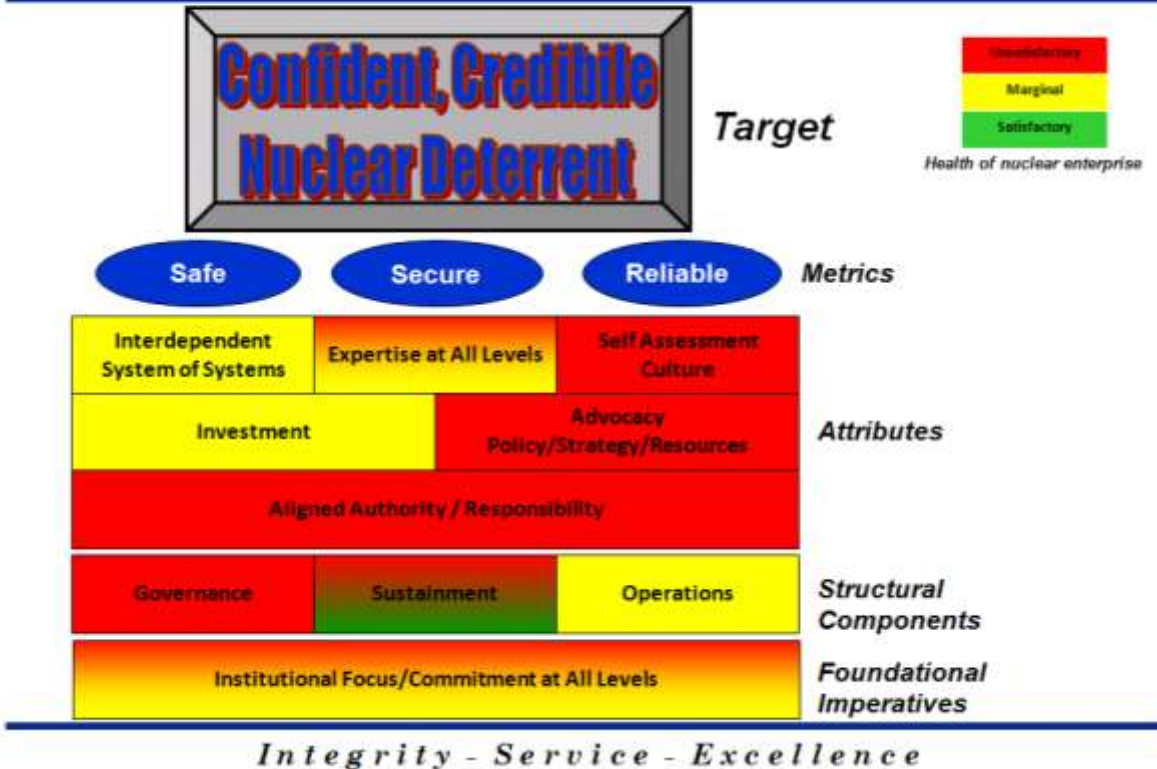 Confident, Credibile
Nuclear Deterrent
Target
Unsatisfactory
Marginal
Satisfactory
Health of nuclear enterprise
Safe
Secure
Reliable
Metrics
Interdependent
System of Systems
Expertise at All Levels
Self Assessment
Culture
Investment
Advocacy
Policy/Strategy/Resources
Attributes
Aligned Authority / Responsibility
Governance
Sustainment
Operations
Structural
Components
Institutional Focus/Commitment at All Levels
Foundational
Imperatives
Integrity - Service - Excellence